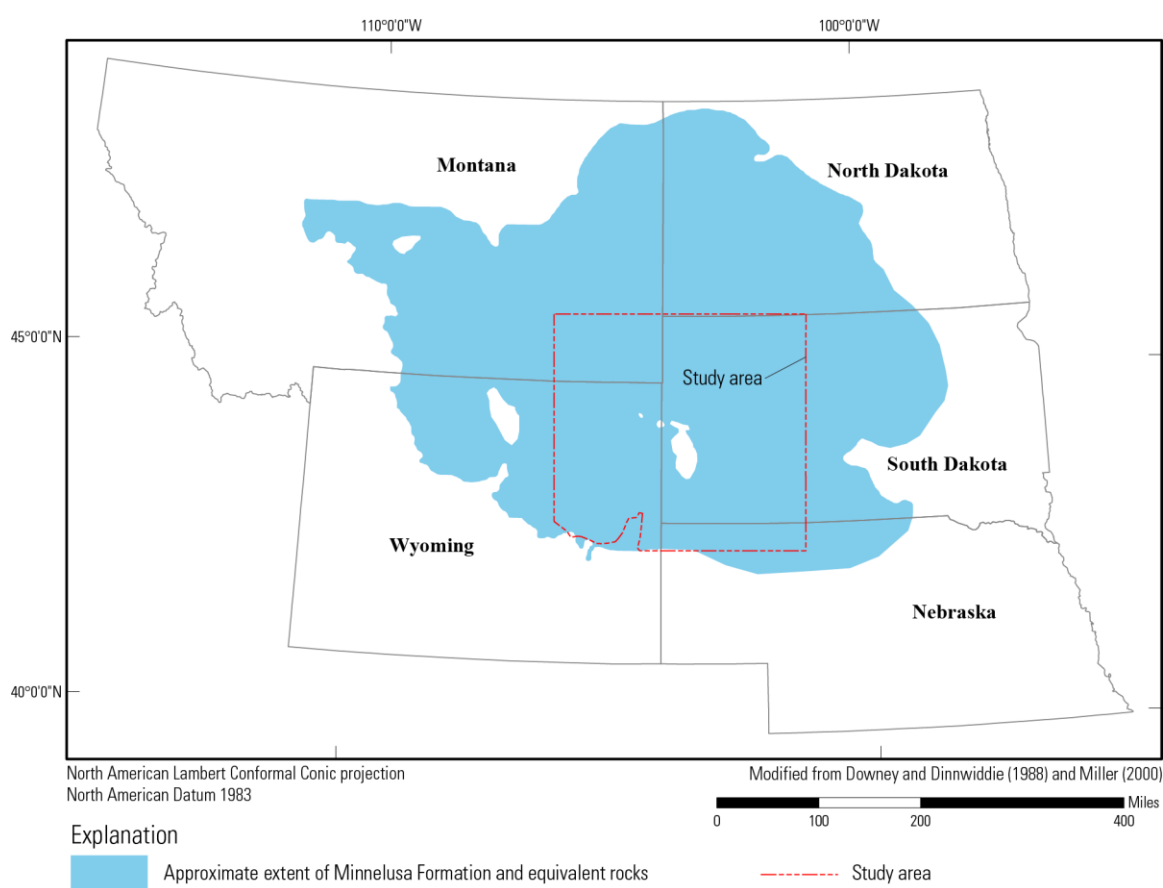 110°0'0"W
100°0'0"W
Montana
North Dakota
45°0'0"N
Study area
South Dakota
Wyoming
Nebraska
40°0'0"N
North American Lambert Conformal Conic projection
North American Datum 1983
Modified from Downey and Dinnwiddie (1988) and Miller (2000)
Miles
0 100 200 400
Explanation
Approximate extent of Minnelusa Formation and equivalent rocks
Study area